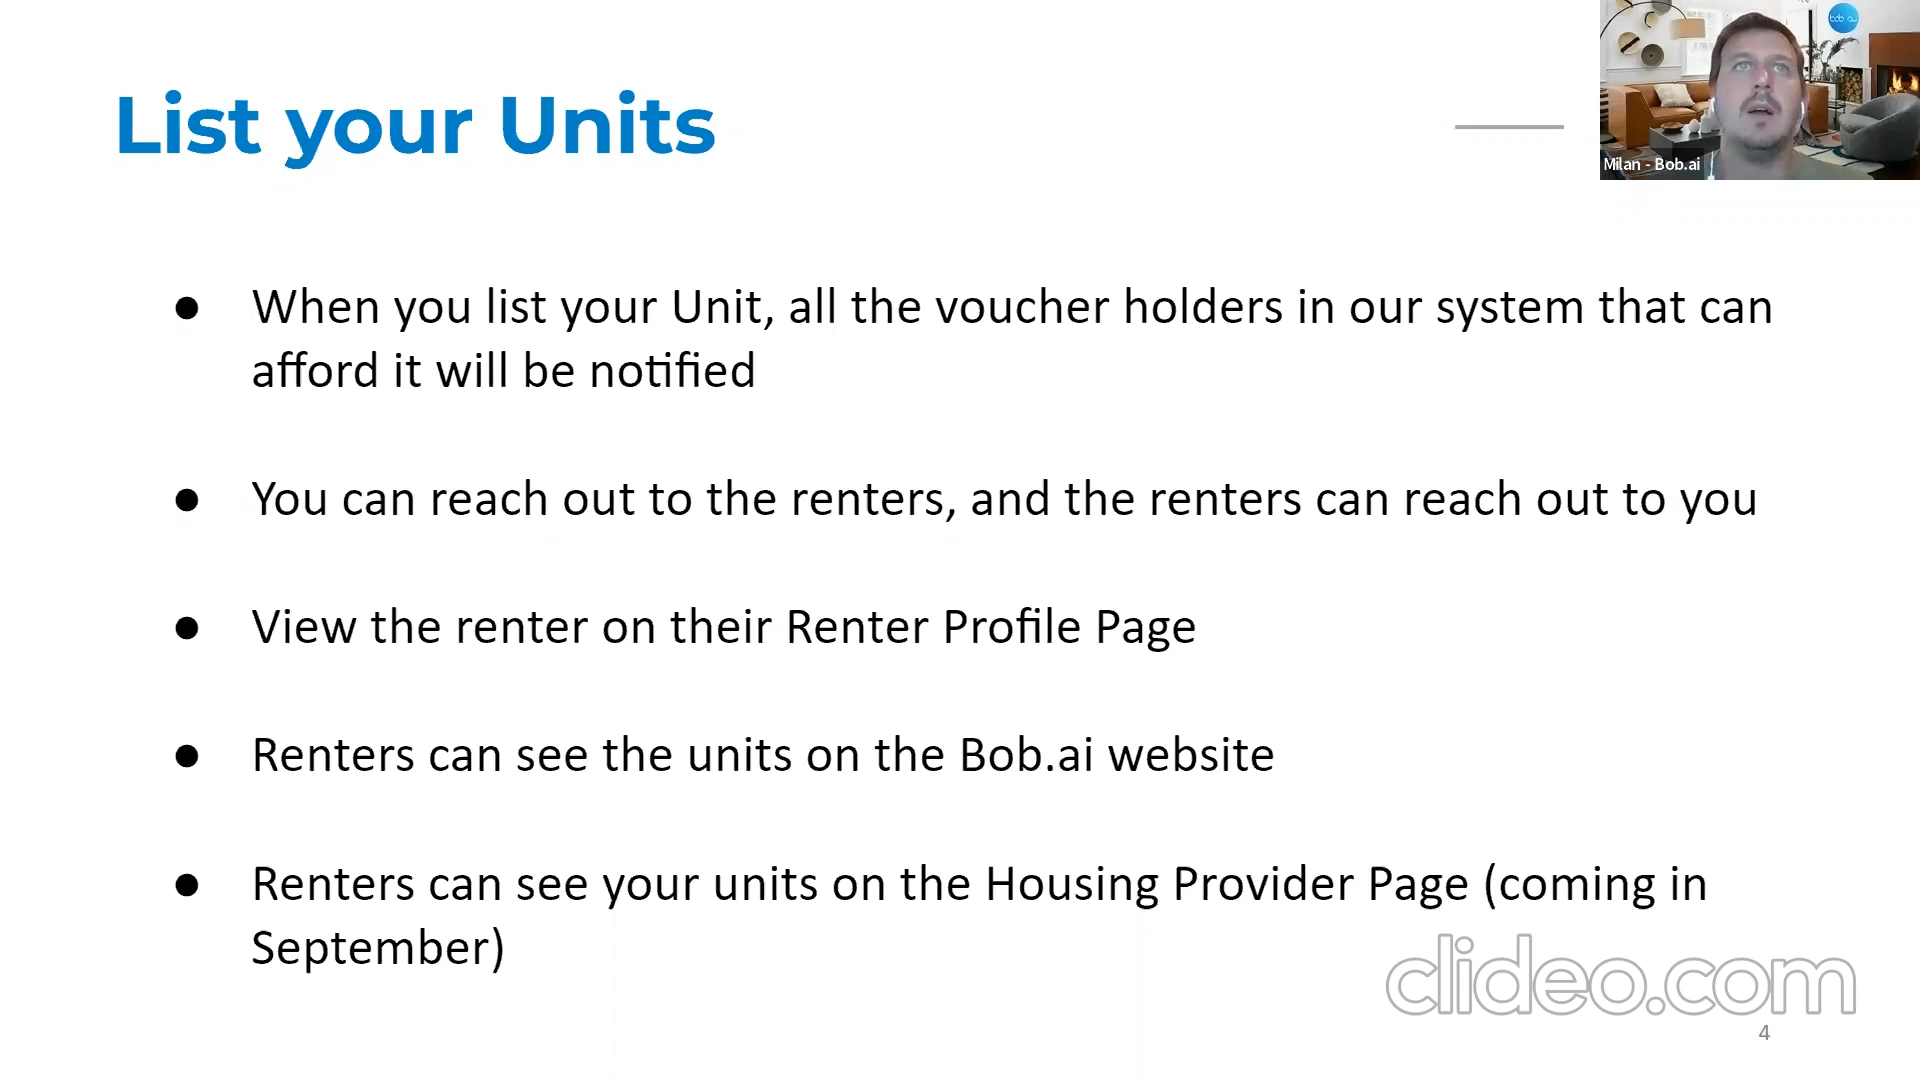 bob.ai
List your Units
Milan - Bob.ai
● When you list your Unit, all the voucher holders in our system that can
afford it will be notified
● You can reach out to the renters, and the renters can reach out to you
● View the renter on their Renter Profile Page
● Renters can see the units on the Bob.ai website
● Renters can see your units on the Housing Provider Page (coming in
September)
clideo.com
4